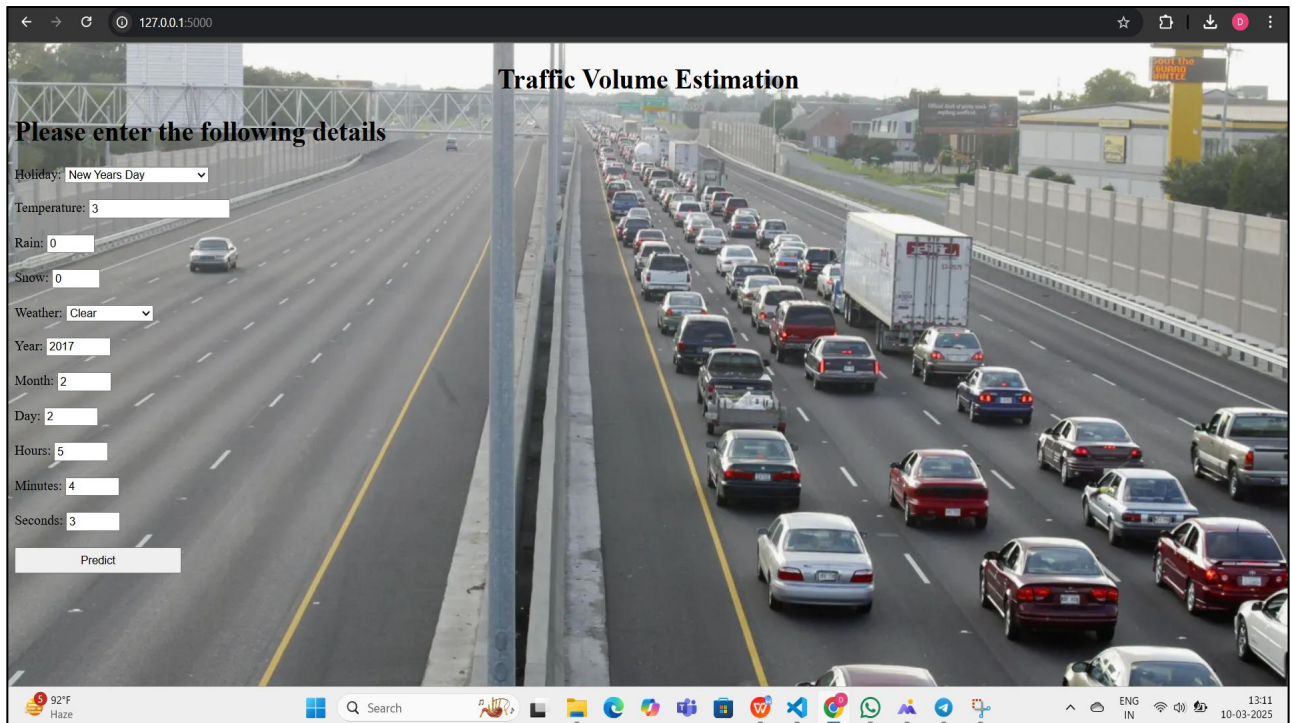 127.0.0.1:5000
D
Traffic Volume Estimation
Please enter the following details
Holiday: New Years Day
Temperature: 3
Rain: 0
Snow: 0
Weather: Clear
Year: 2017
Month: 2
Day: 2
Hours: 5
Minutes: 4
Seconds: 3
Predict
5
92°F
Haze
Search
ENG
IN
13:11
10-03-2025